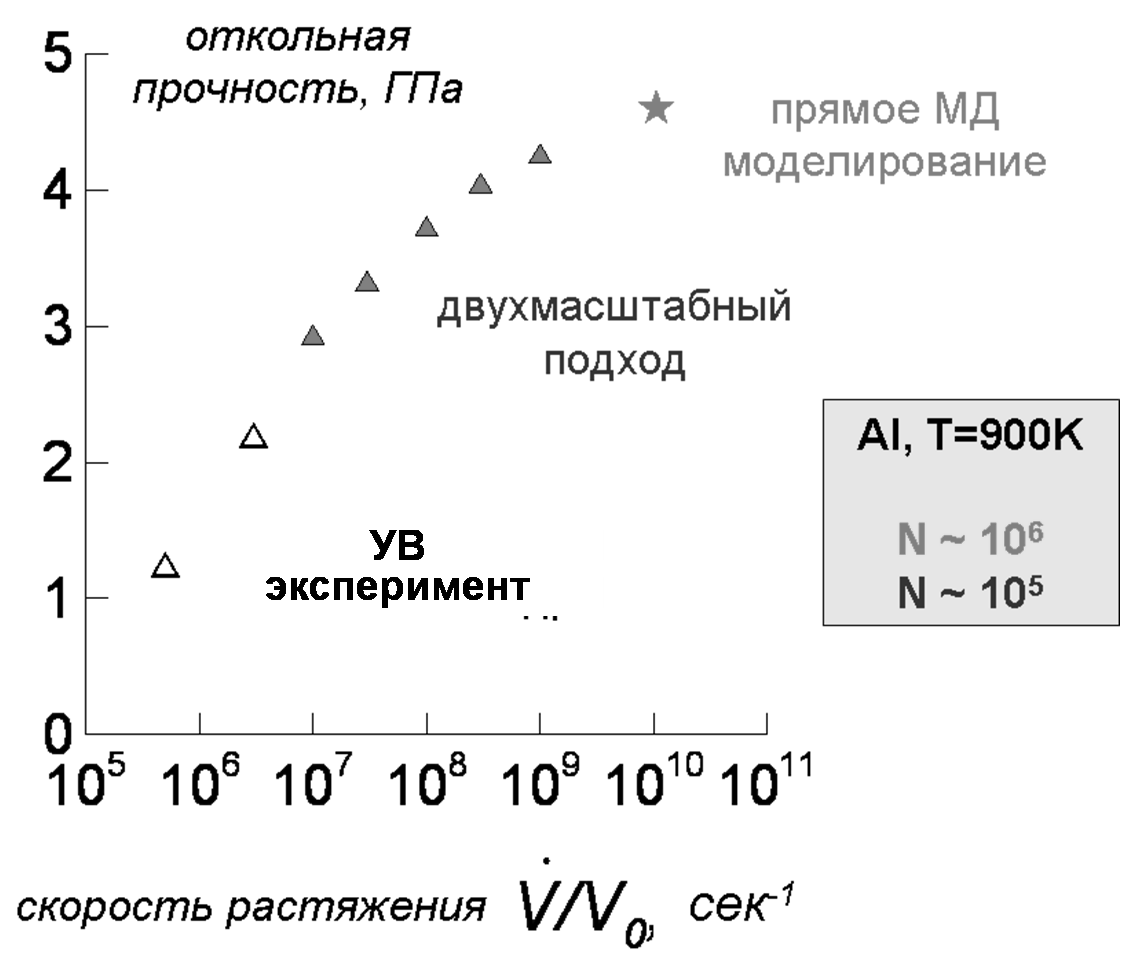 откольная
прочность, ГПа
5
4
3
2
1
0
прямое МД
моделирование
двухмасштабный
подход
Al, T=900K
N ~ 10⁶
N ~ 10⁵
УВ
эксперимент
10⁵ 10⁶ 10⁷ 10⁸ 10⁹ 10¹⁰ 10¹¹
скорость растяжения V̇/V₀, сек⁻¹